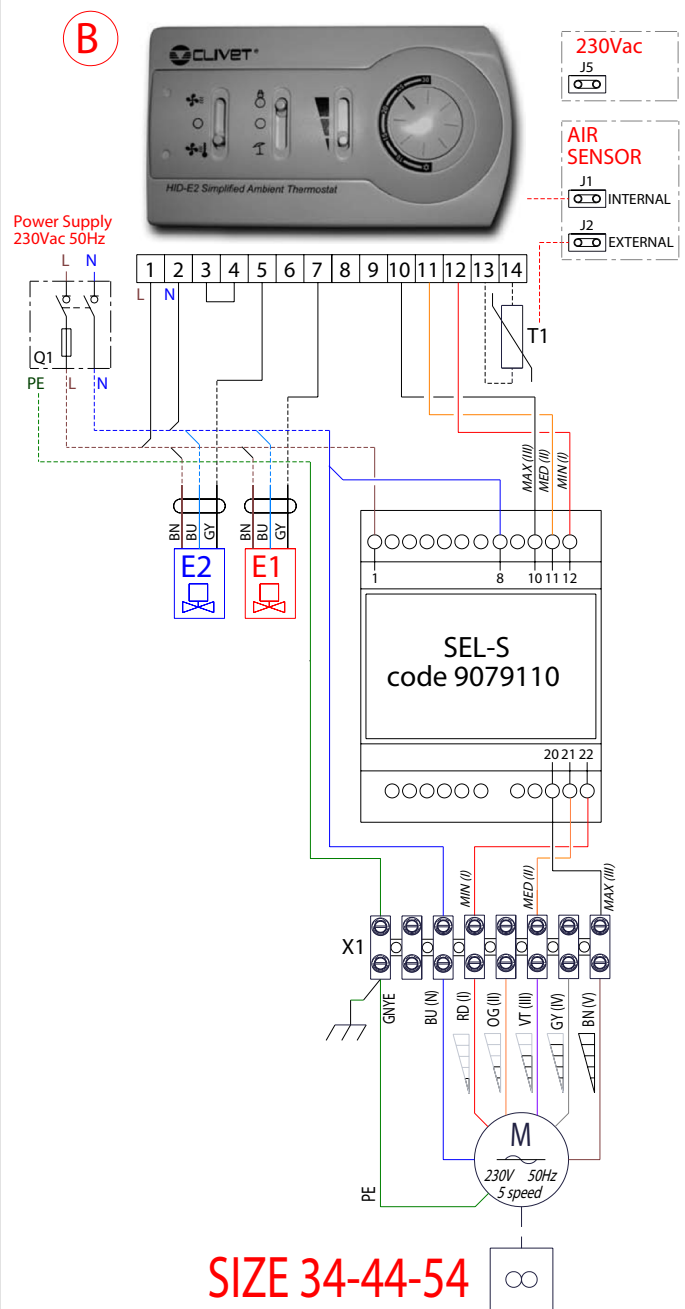 B
CLIVET®
HID-E2 Simplified Ambient Thermostat
230Vac
J5
AIR
SENSOR
J1
INTERNAL
J2
EXTERNAL
Power Supply
230Vac 50Hz
L N
1 2 3 4 5 6 7 8 9 10 11 12 13 14
L N
Q1
T1
PE L N
MAX (III)
MED (II)
MIN (I)
BN BU GY BN BU GY
E2 E1
1 8 10 11 12
SEL-S
code 9079110
20 21 22
MIN (I) MED (II) MAX (III)
X1
GNYE BU (N) RD (I) OG (II) VT (III) GY (IV) BN (V)
M
230V 50Hz
5 speed
PE
SIZE 34-44-54